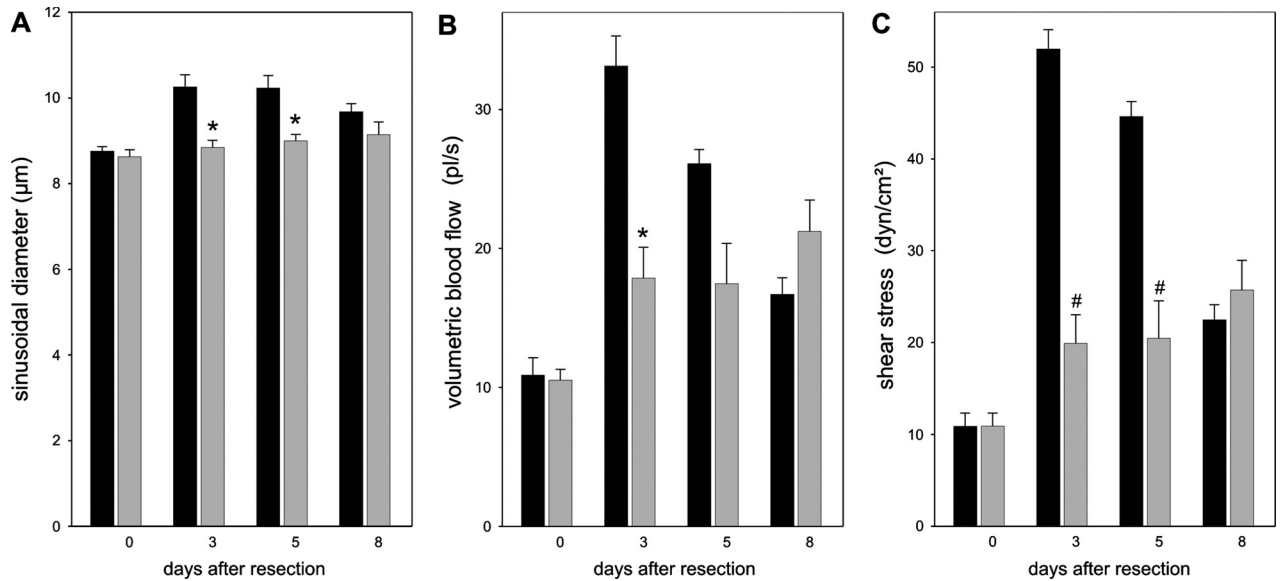 A
sinusoidal diameter (µm)
12
10
8
6
4
2
0
*
*
0 3 5 8
days after resection
B
volumetric blood flow (pl/s)
30
20
10
0
*
0 3 5 8
days after resection
C
shear stress (dyn/cm²)
50
40
30
20
10
0
#
#
0 3 5 8
days after resection